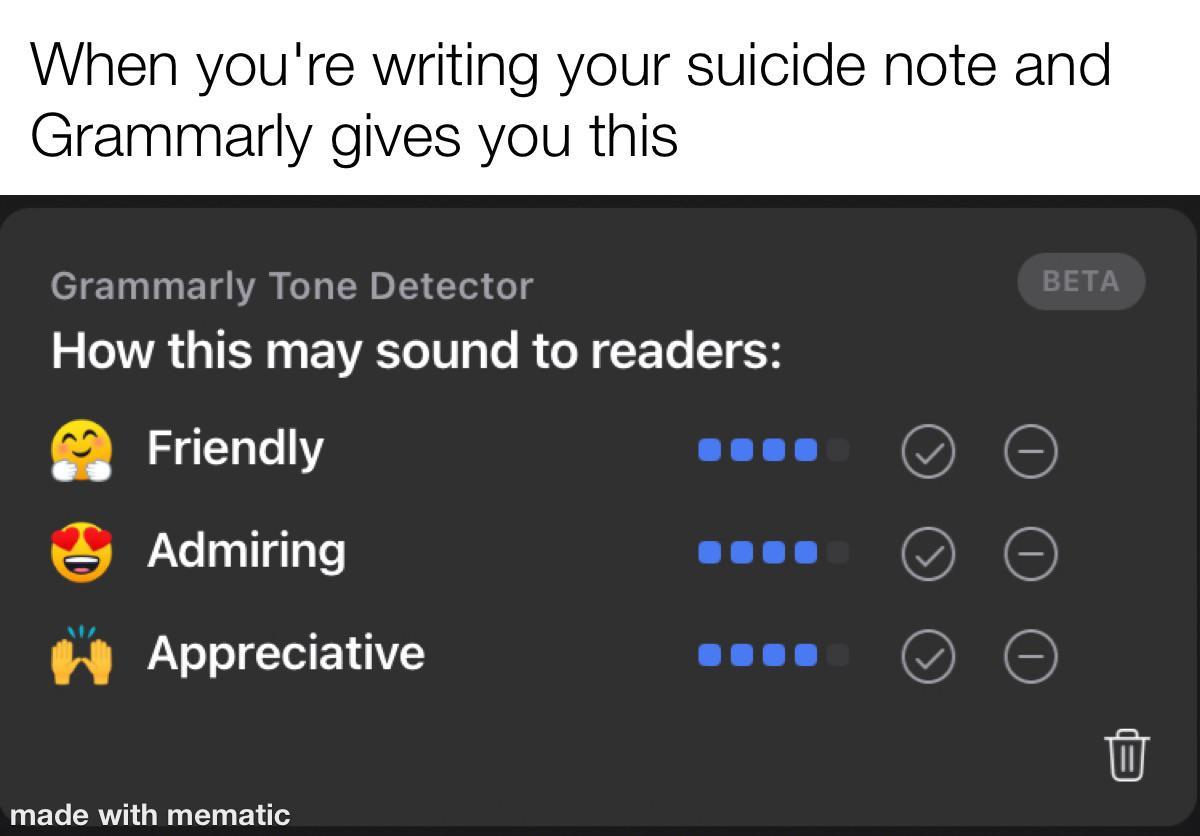 When you're writing your suicide note and
Grammarly gives you this
Grammarly Tone Detector
BETA
How this may sound to readers:
Friendly
Admiring
Appreciative
made with mematic